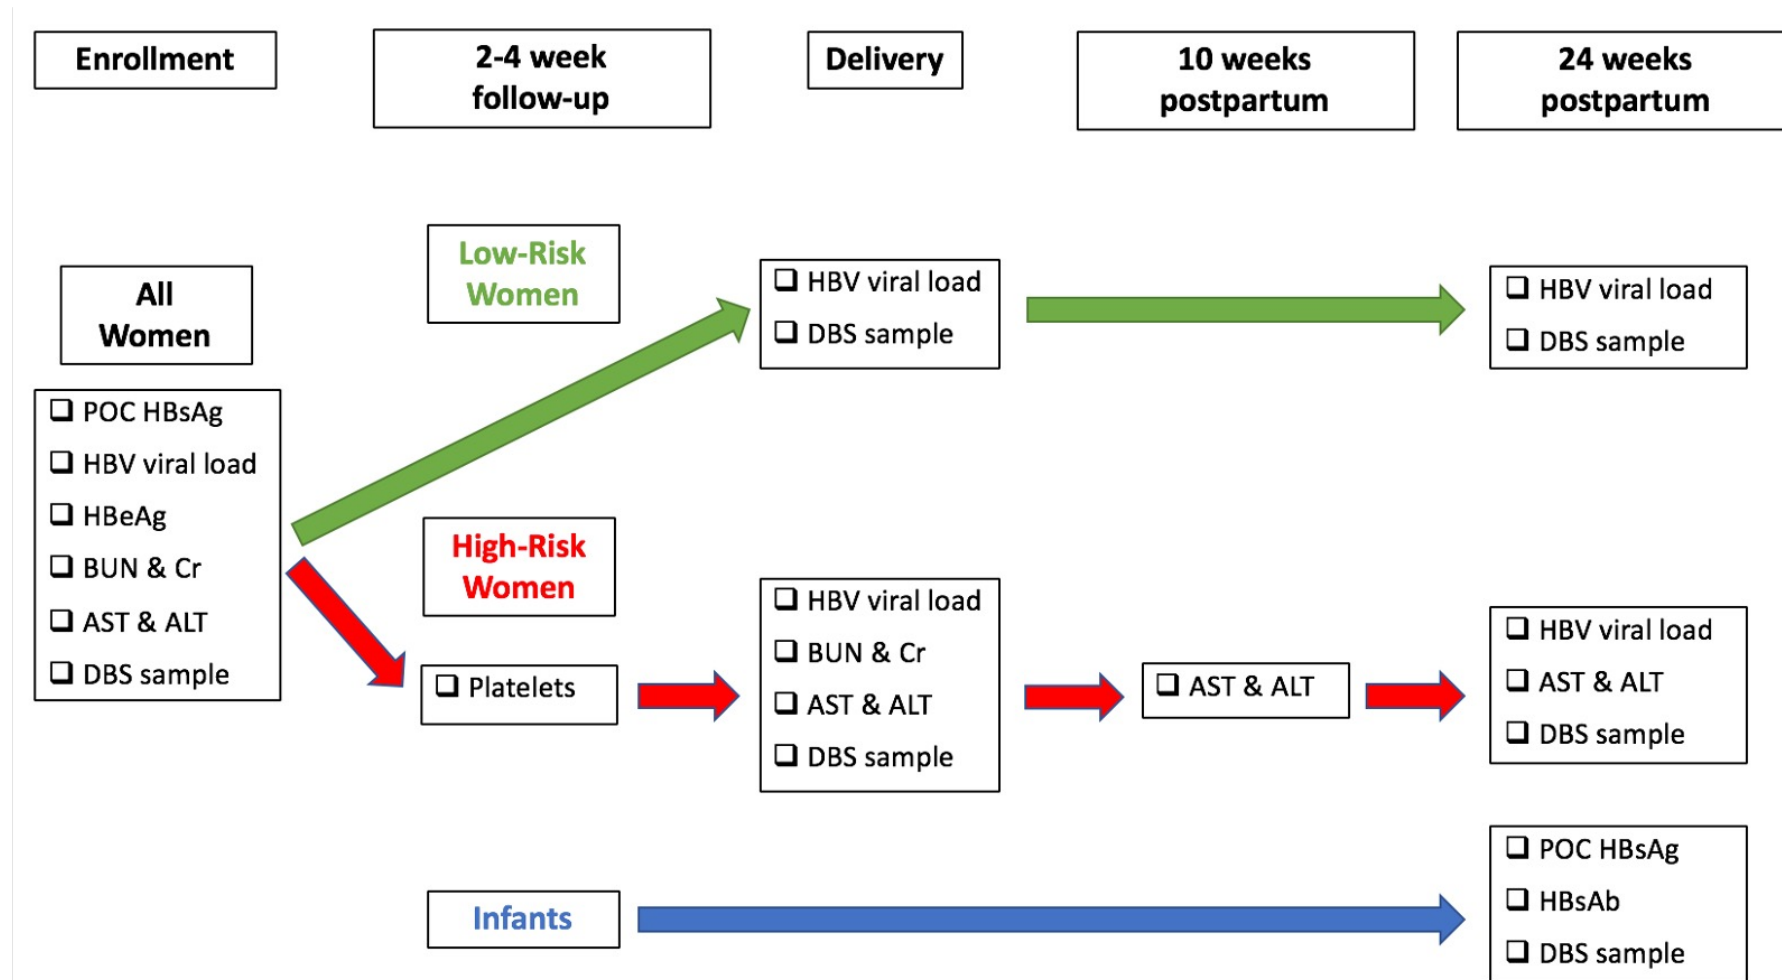 Enrollment
2-4 week
follow-up
Delivery
10 weeks
postpartum
24 weeks
postpartum
All
Women
POC HBsAg
HBV viral load
HBeAg
BUN & Cr
AST & ALT
DBS sample
Low-Risk
Women
HBV viral load
DBS sample
HBV viral load
DBS sample
High-Risk
Women
Platelets
HBV viral load
BUN & Cr
AST & ALT
DBS sample
AST & ALT
HBV viral load
AST & ALT
DBS sample
Infants
POC HBsAg
HBsAb
DBS sample